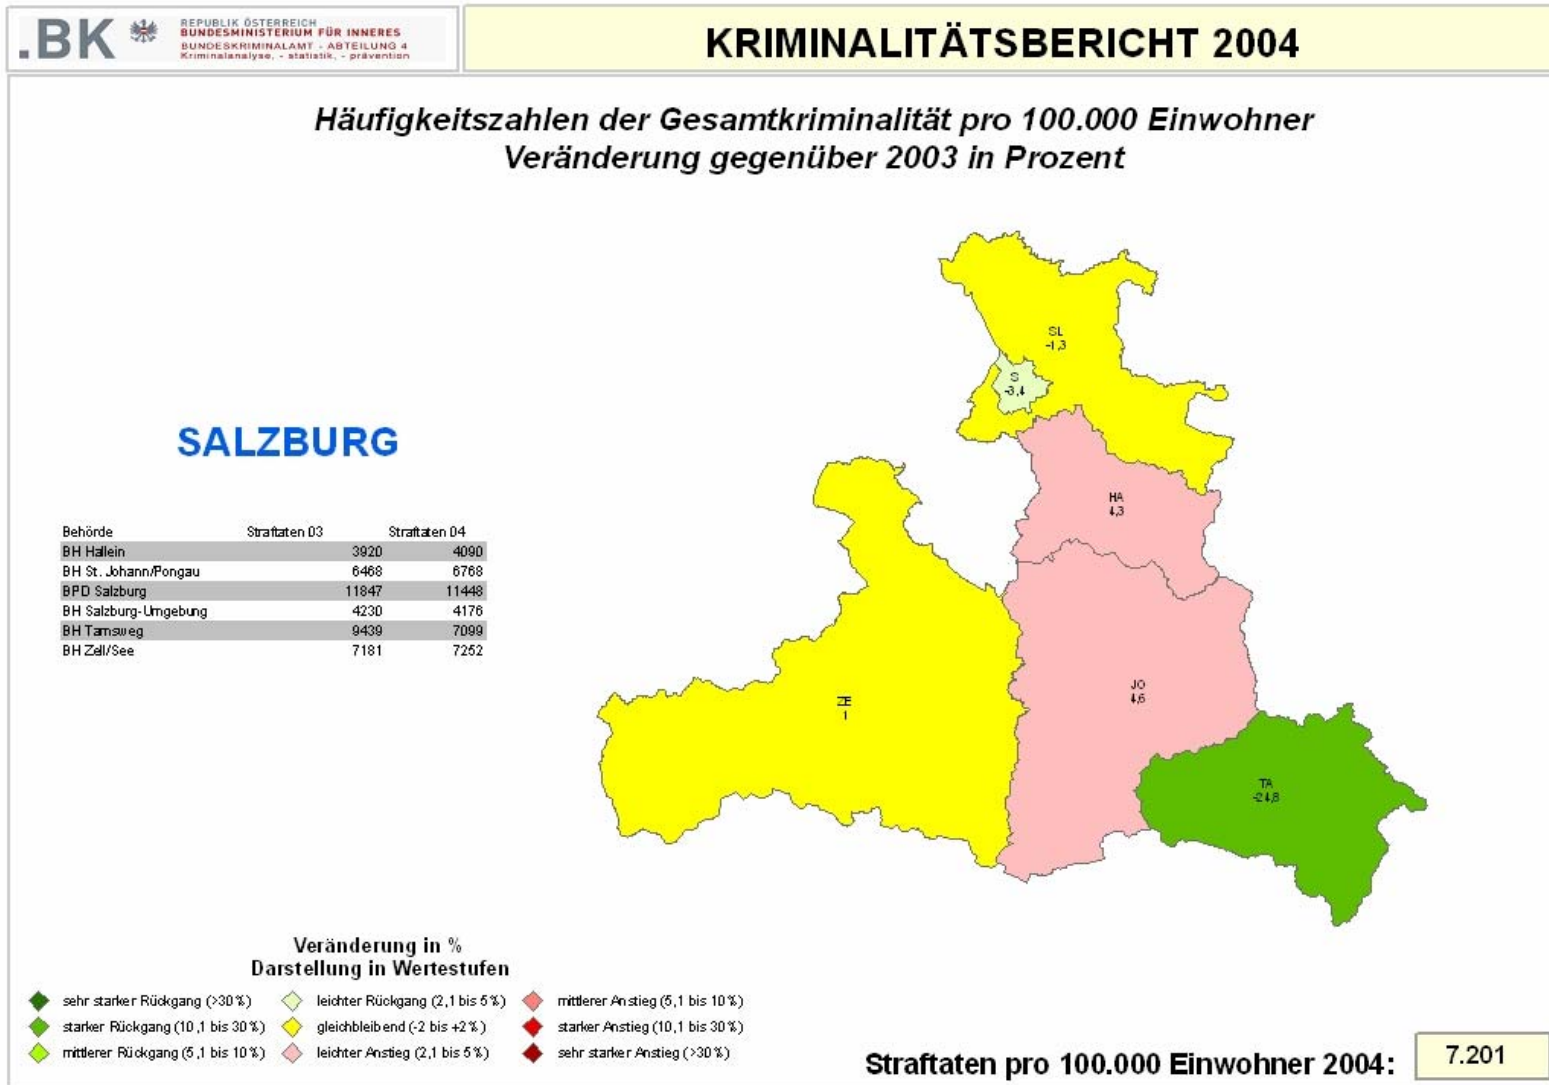 .BK
REPUBLIK ÖSTERREICH
BUNDESMINISTERIUM FÜR INNERES
BUNDESKRIMINALAMT - ABTEILUNG 4
Kriminalanalyse, - statistik, - prävention
KRIMINALITÄTSBERICHT 2004
Häufigkeitszahlen der Gesamtkriminalität pro 100.000 Einwohner
Veränderung gegenüber 2003 in Prozent
SL
-1,3
S
-3,4
SALZBURG
HA
4,3
Behörde Straftaten 03 Straftaten 04
BH Hallein 3920 4090
BH St. Johann/Pongau 6468 6768
BPD Salzburg 11847 11448
BH Salzburg-Umgebung 4230 4176
BH Tamsweg 9439 7099
BH Zell/See 7181 7252
ZE
1
JO
4,6
TA
-24,8
Veränderung in %
Darstellung in Wertestufen
sehr starker Rückgang (>30%) leichter Rückgang (2,1 bis 5%) mittlerer Anstieg (5,1 bis 10%)
starker Rückgang (10,1 bis 30%) gleichbleibend (-2 bis +2%) starker Anstieg (10,1 bis 30%)
mittlerer Rückgang (5,1 bis 10%) leichter Anstieg (2,1 bis 5%) sehr starker Anstieg (>30%)
Straftaten pro 100.000 Einwohner 2004: 7.201